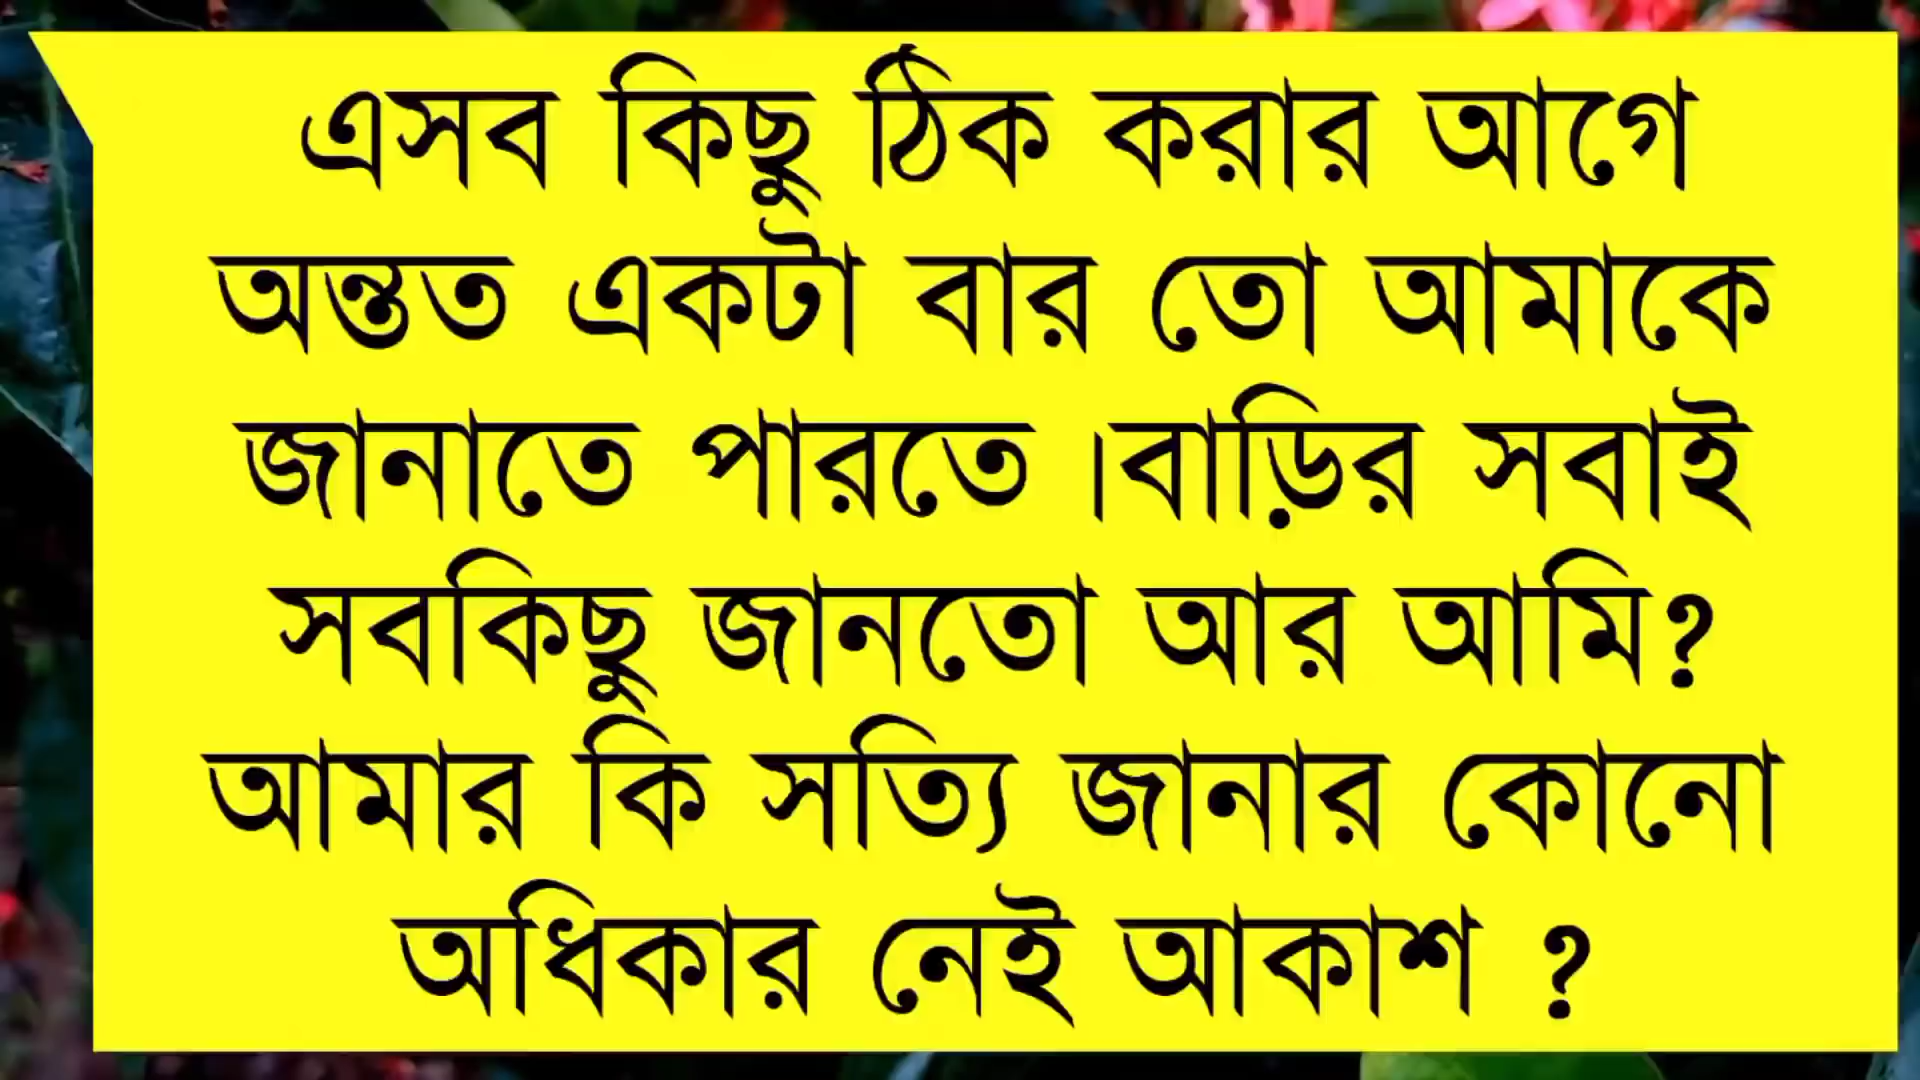 এসব কিছু ঠিক করার আগে
অন্তত একটা বার তো আমাকে
জানাতে পারতে ।বাড়ির সবাই
সবকিছু জানতো আর আমি?
আমার কি সত্যি জানার কোনো
অধিকার নেই আকাশ ?